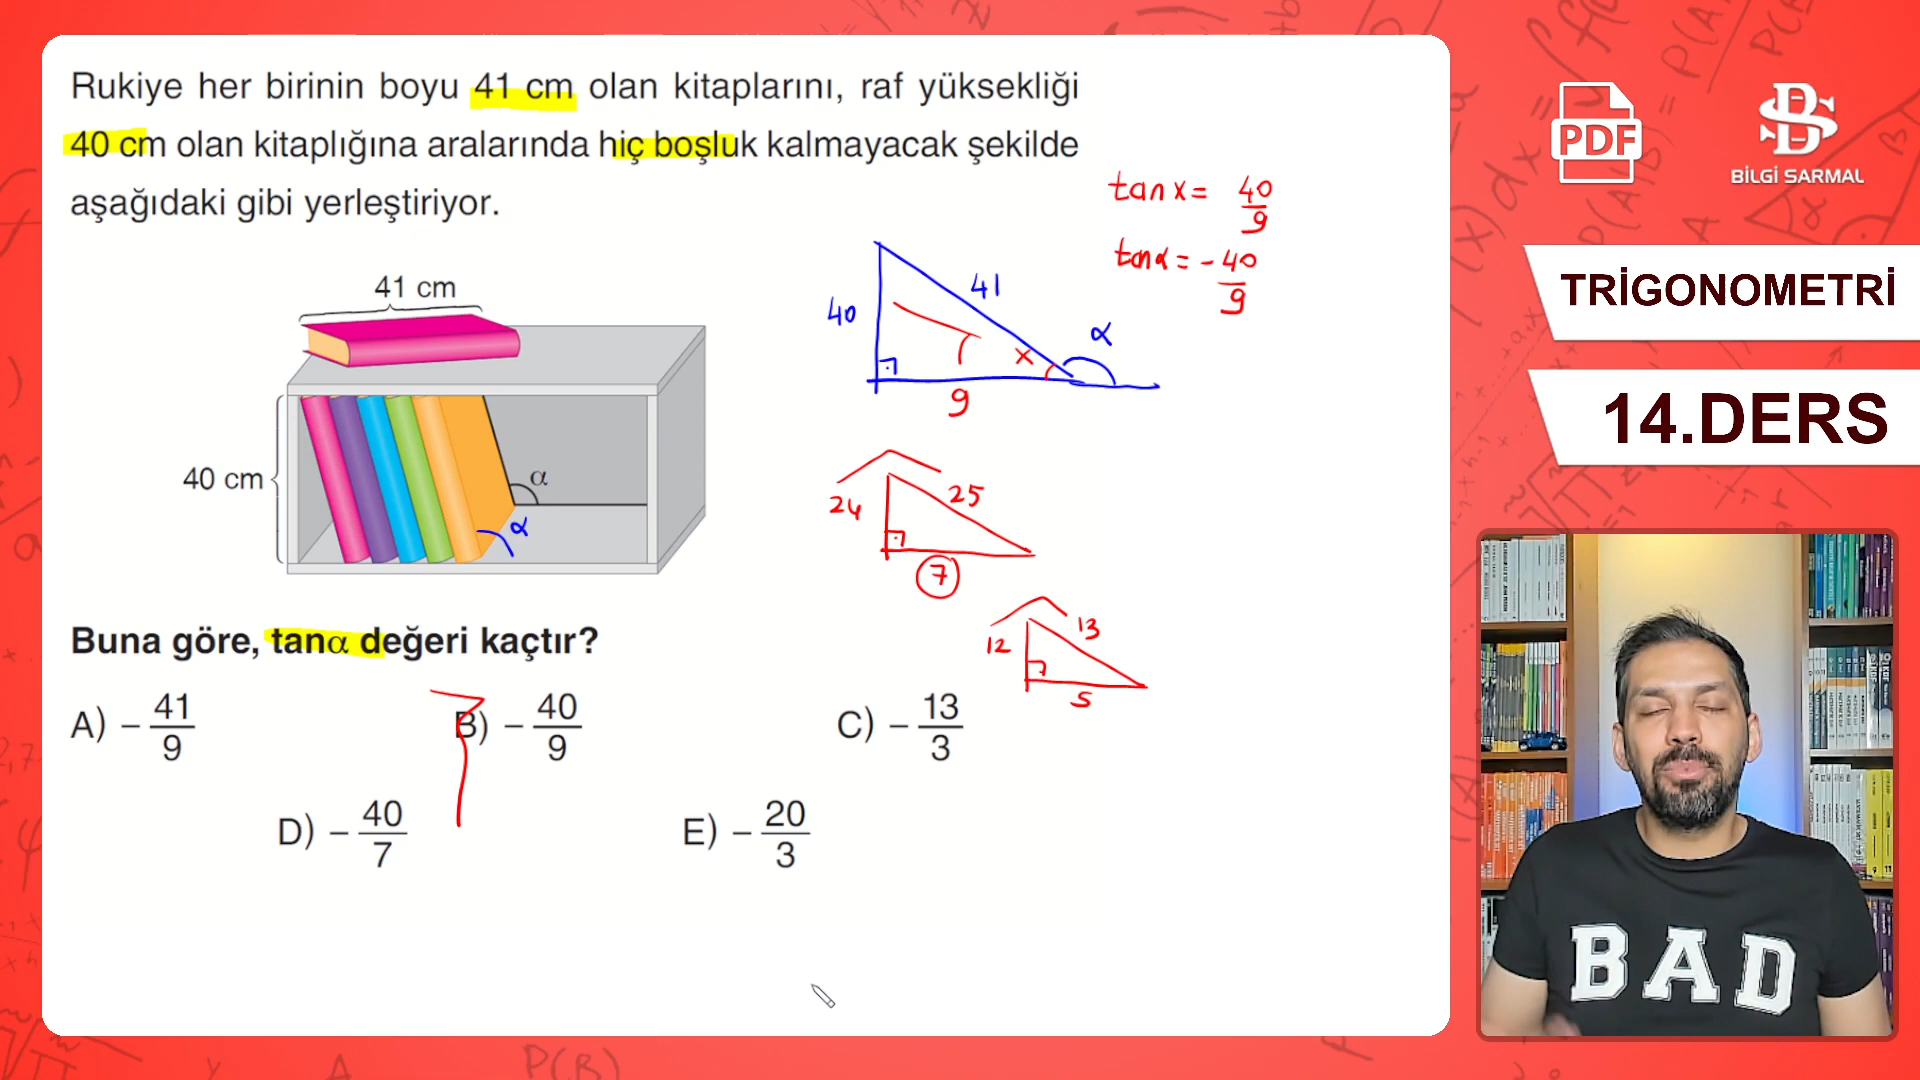 Rukiye her birinin boyu 41 cm olan kitaplarını, raf yüksekliği
40 cm olan kitaplığına aralarında hiç boşluk kalmayacak şekilde
aşağıdaki gibi yerleştiriyor.
41 cm
40 cm
α
α
Buna göre, tanα değeri kaçtır?
A) -41/9
B) -40/9
C) -13/3
D) -40/7
E) -20/3
tan x = 40/9
tanα = -40/9
40
41
x
α
9
24
25
7
12
13
5
PDF
BİLGİ SARMAL
TRİGONOMETRİ
14.DERS
BAD
P(B)